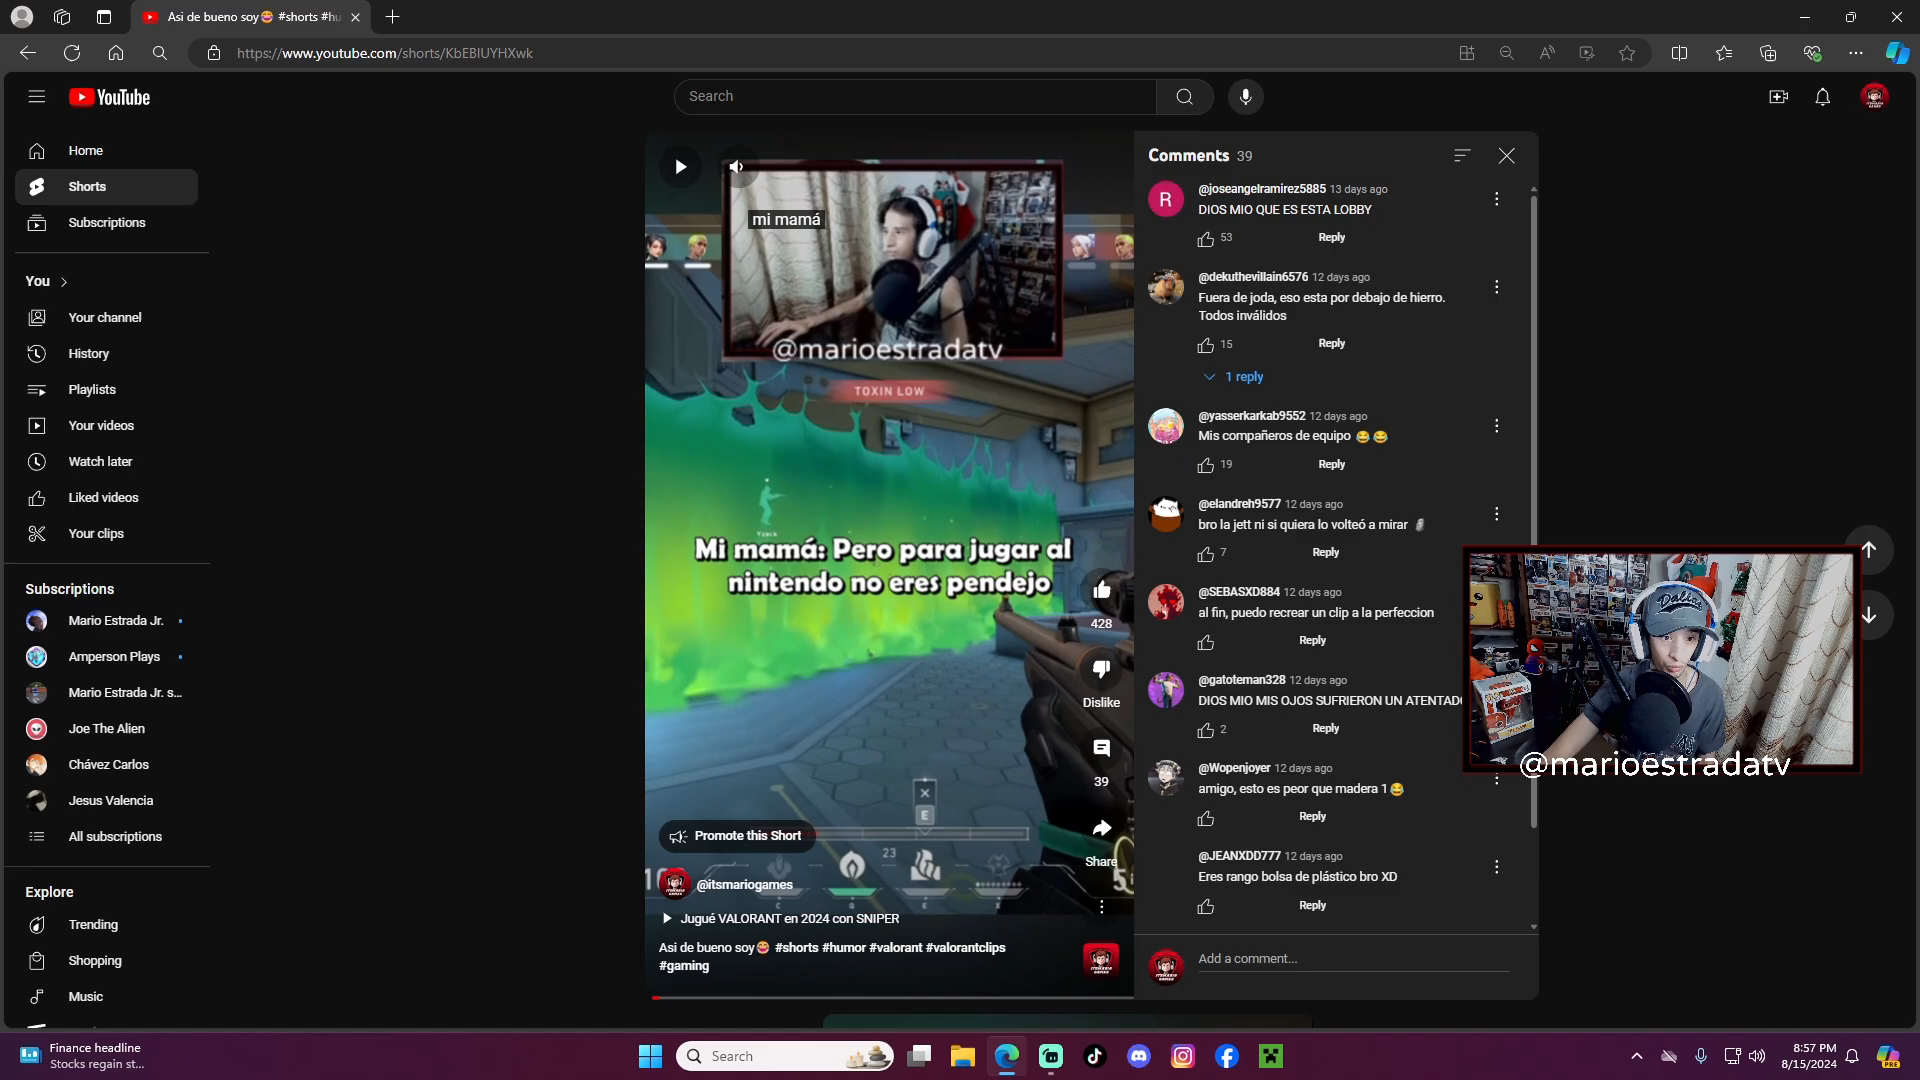 Asi de bueno soy😂 #shorts #hu
https://www.youtube.com/shorts/KbEBIUYHXwk
YouTube
Search
Home
Shorts
Subscriptions
You
Your channel
History
Playlists
Your videos
Watch later
Liked videos
Your clips
Subscriptions
Mario Estrada Jr.
Amperson Plays
Mario Estrada Jr. s...
Joe The Alien
Chávez Carlos
Jesus Valencia
All subscriptions
Explore
Trending
Shopping
Music
mi mamá
@marioestradatv
TOXIN LOW
Yzack
Mi mamá: Pero para jugar al
nintendo no eres pendejo
428
Dislike
39
Share
E
Promote this Short
23
C
Q
E
X
@itsmariogames
Jugué VALORANT en 2024 con SNIPER
Asi de bueno soy😂 #shorts #humor #valorant #valorantclips
#gaming
Comments 39
@joseangelramirez5885 13 days ago
DIOS MIO QUE ES ESTA LOBBY
53 Reply
@dekuthevillain6576 12 days ago
Fuera de joda, eso esta por debajo de hierro.
Todos inválidos
15 Reply
1 reply
@yasserkarkab9552 12 days ago
Mis compañeros de equipo 😂😂
19 Reply
@elandreh9577 12 days ago
bro la jett ni si quiera lo volteó a mirar 🗿
7 Reply
@SEBASXD884 12 days ago
al fin, puedo recrear un clip a la perfeccion
Reply
@gatoteman328 12 days ago
DIOS MIO MIS OJOS SUFRIERON UN ATENTADO
2 Reply
@Wopenjoyer 12 days ago
amigo, esto es peor que madera 1😂
Reply
@JEANXDD777 12 days ago
Eres rango bolsa de plástico bro XD
Reply
Add a comment...
@marioestradatv
Finance headline
Stocks regain st...
Search
8:57 PM
8/15/2024